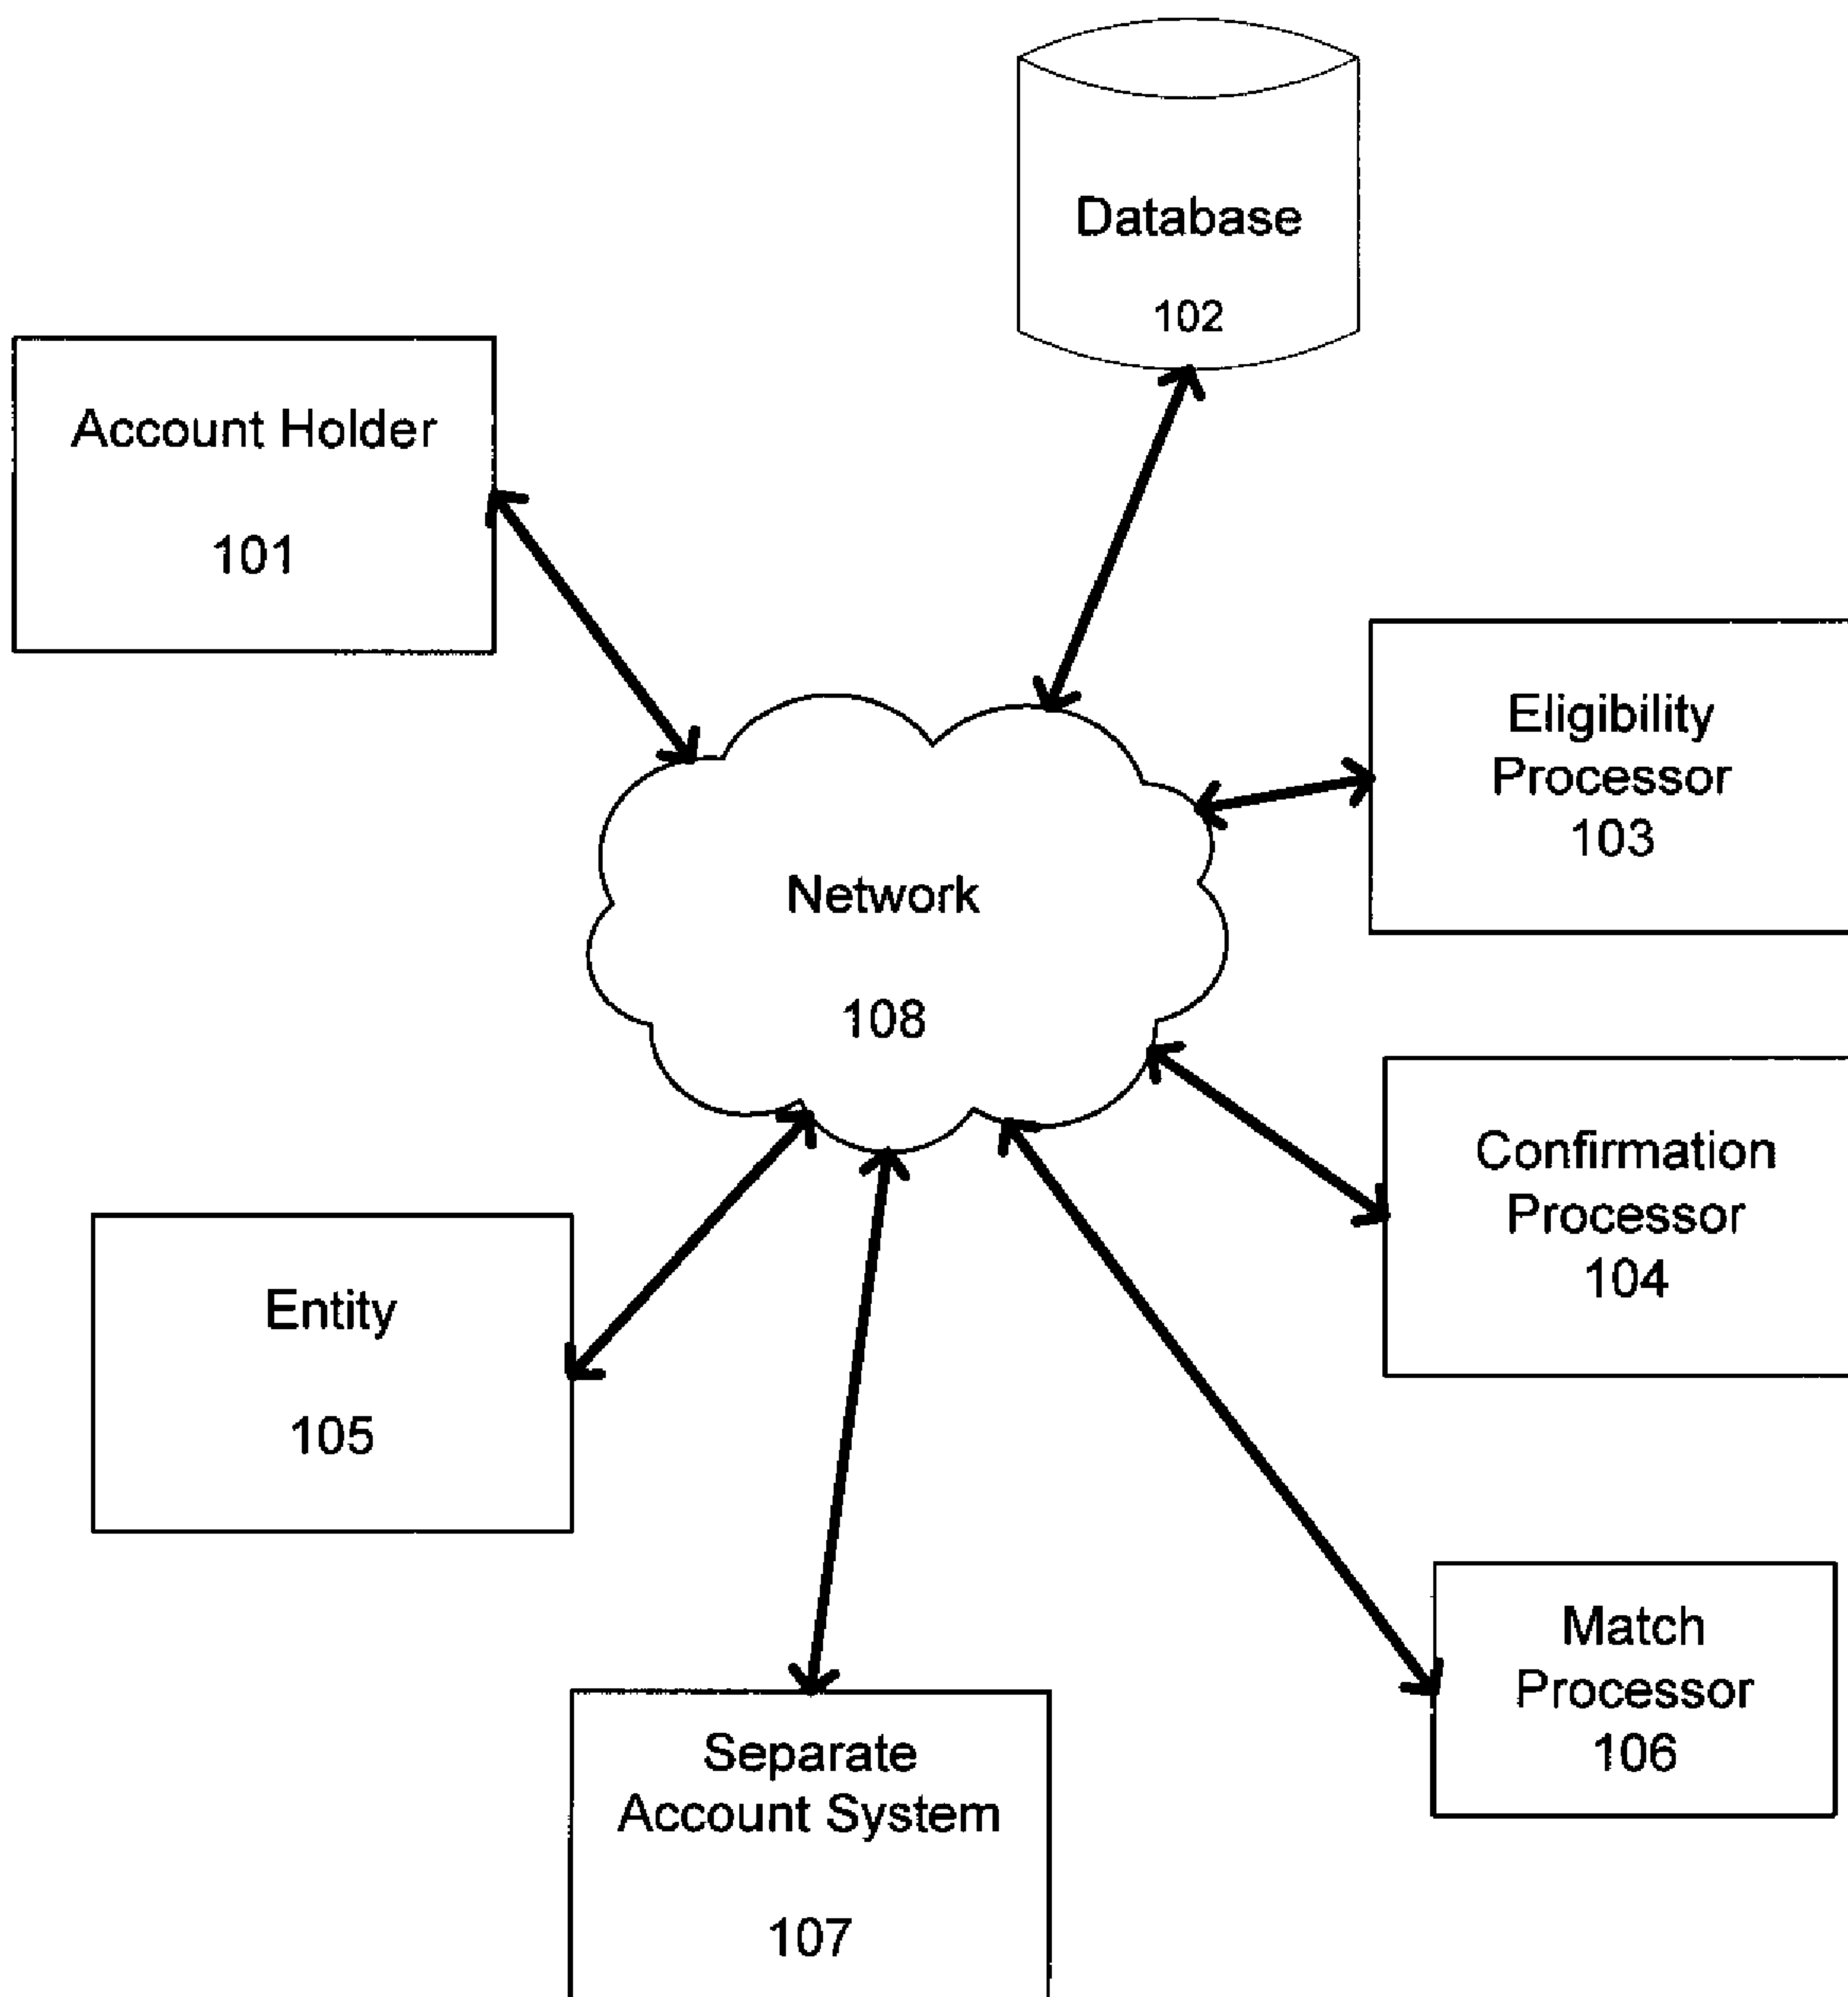 Database
102
Account Holder
101
Eligibility
Processor
103
Network
108
Confirmation
Processor
104
Entity
105
Match
Processor
106
Separate
Account System
107